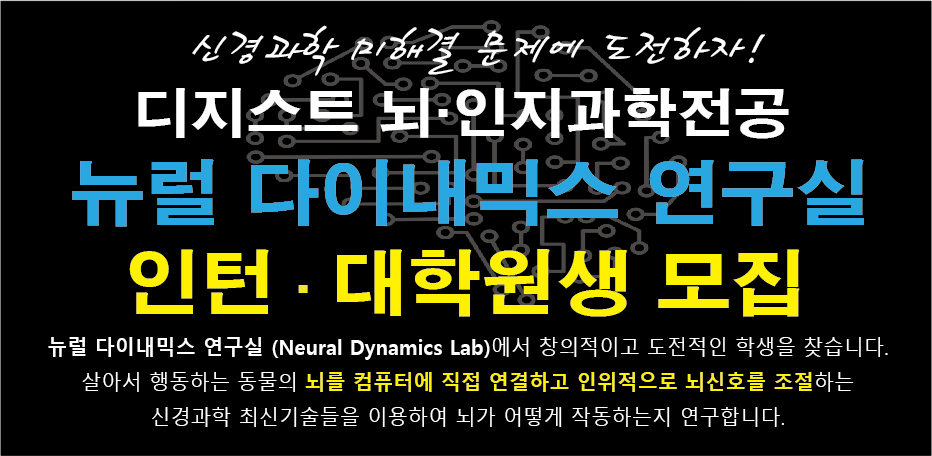 신경과학 미해결 문제에 도전하자!
디지스트 뇌·인지과학전공
뉴럴 다이내믹스 연구실
인턴 · 대학원생 모집
뉴럴 다이내믹스 연구실 (Neural Dynamics Lab)에서 창의적이고 도전적인 학생을 찾습니다.
살아서 행동하는 동물의 뇌를 컴퓨터에 직접 연결하고 인위적으로 뇌신호를 조절하는
신경과학 최신기술들을 이용하여 뇌가 어떻게 작동하는지 연구합니다.